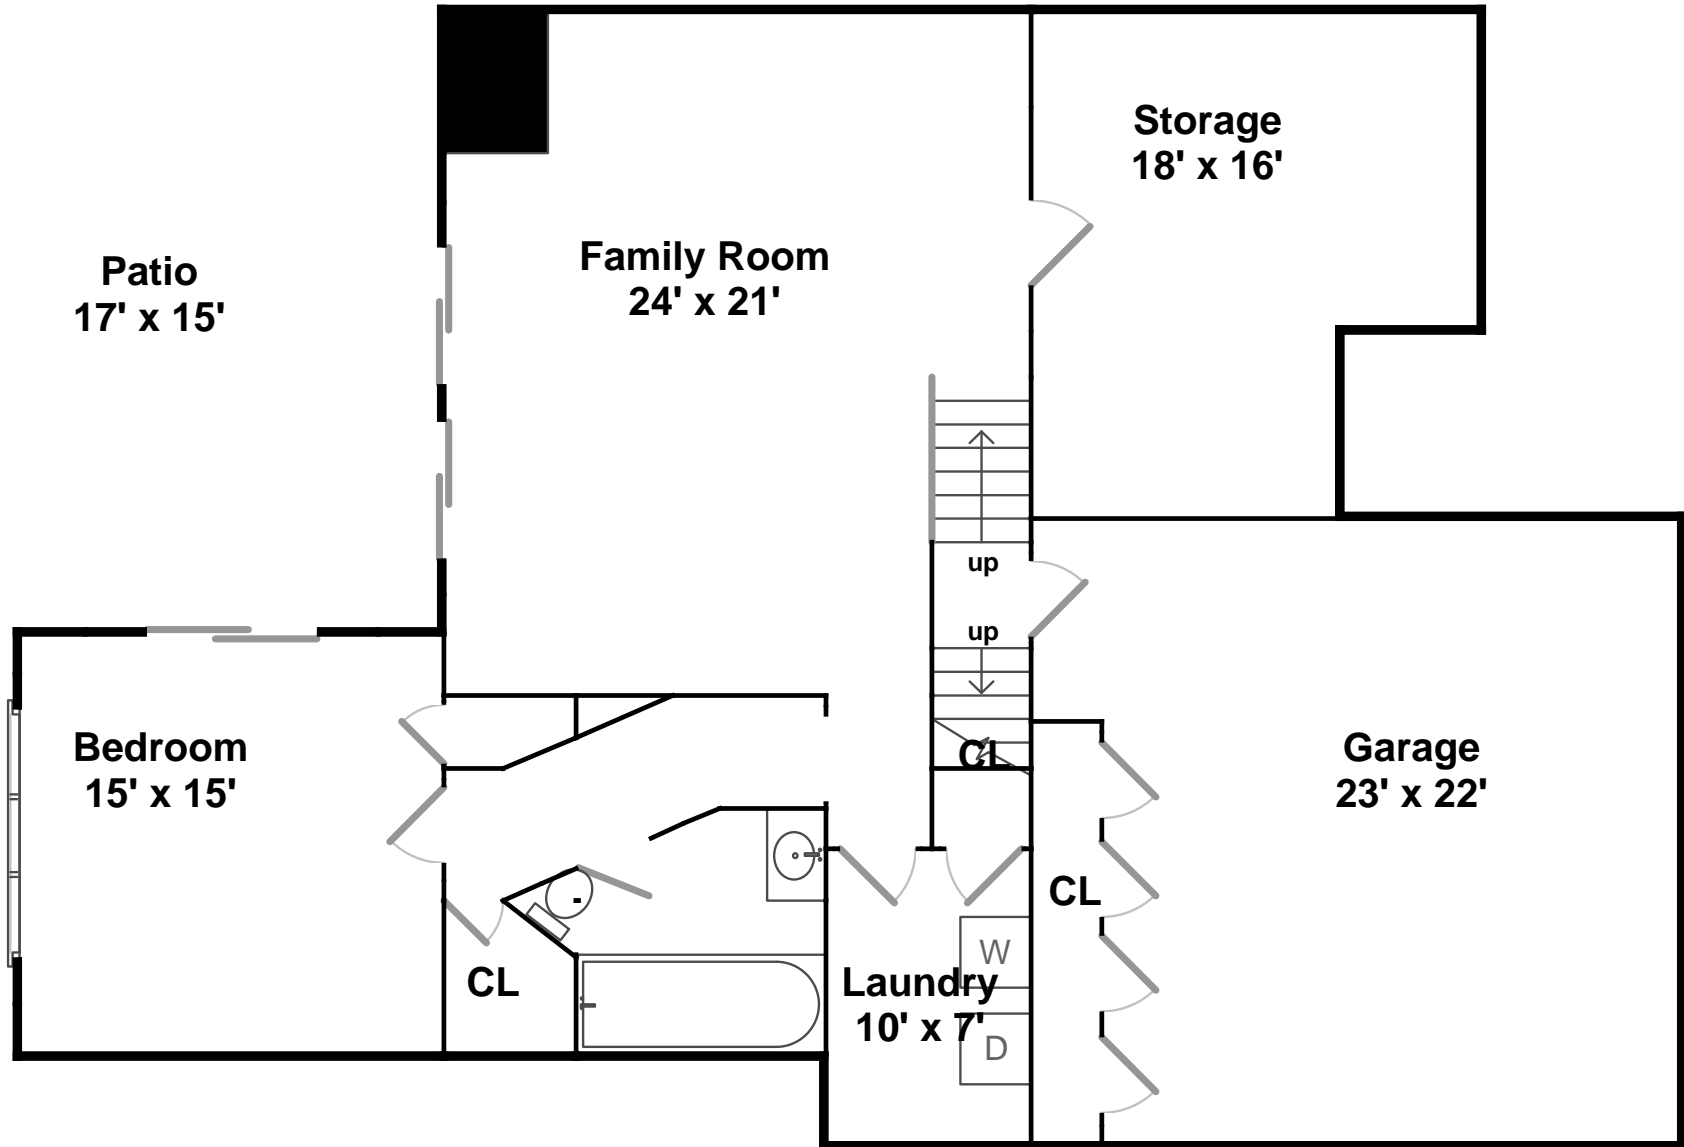 Storage
18' x 16'
Family Room
24' x 21'
Patio
17' x 15'
up
up
Bedroom
15' x 15'
CL
Garage
23' x 22'
CL
CL
W
Laundry
10' x 7'
D